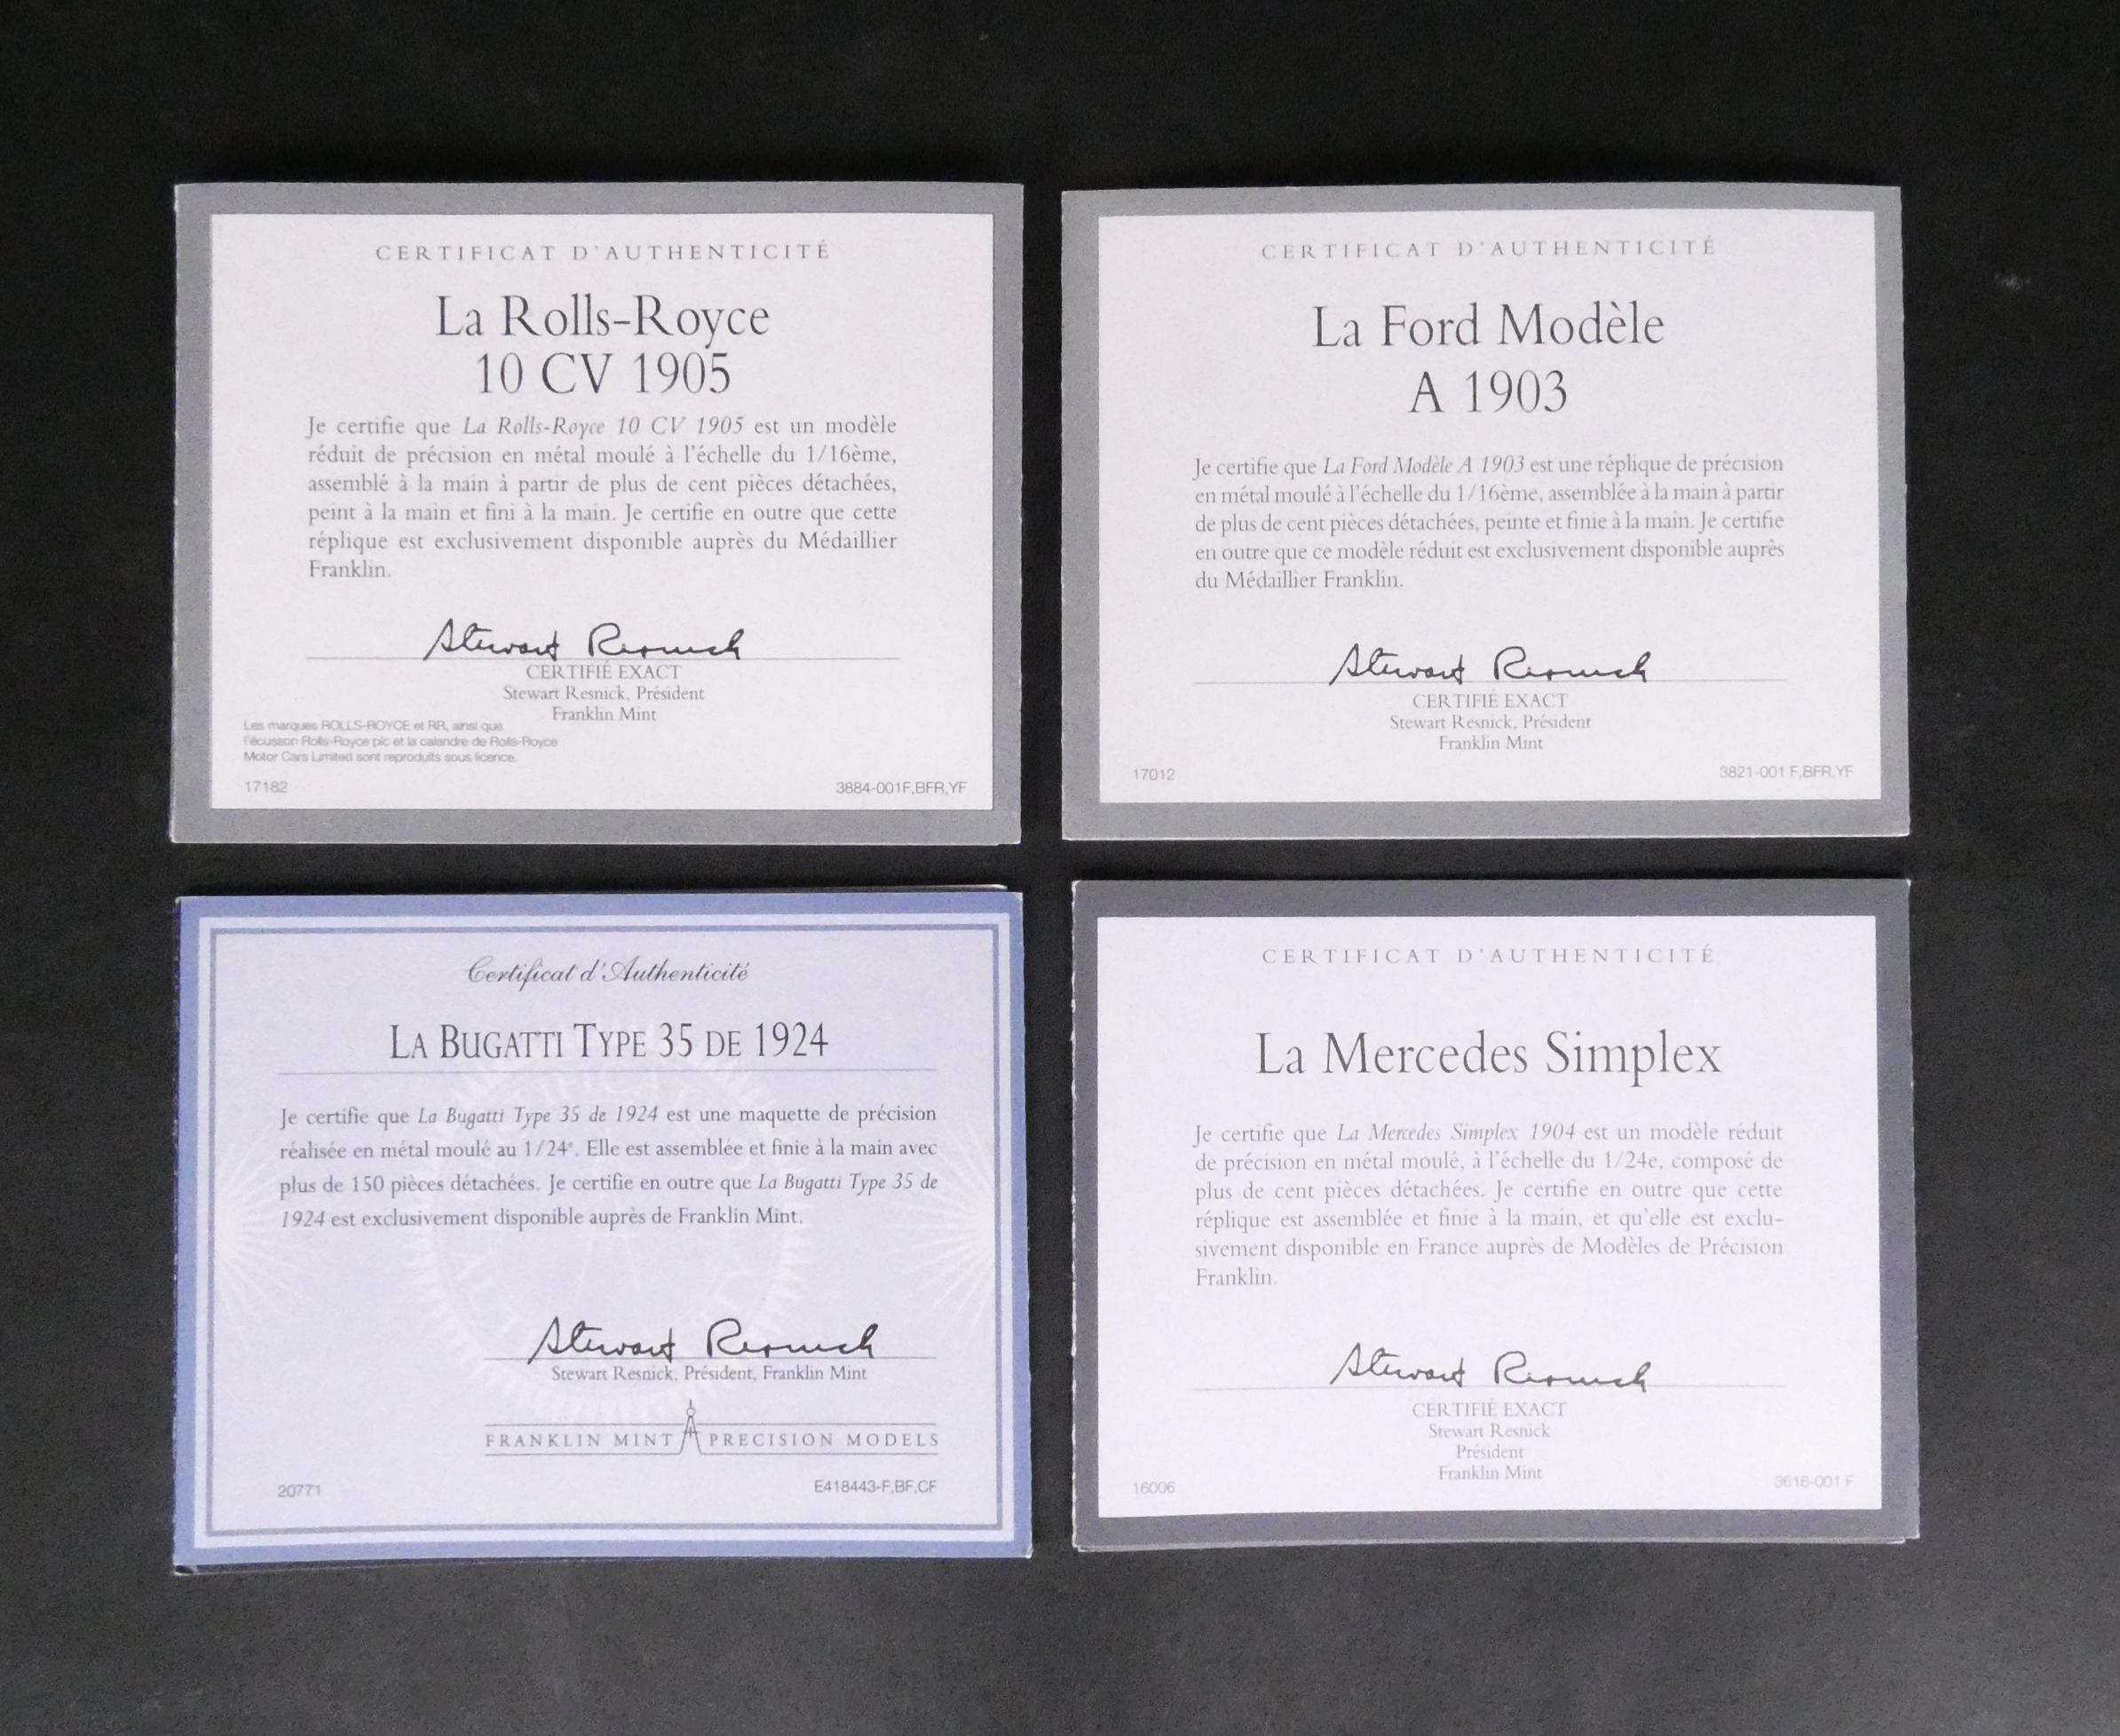 CERTIFICAT D'AUTHENTICITÉ
La Rolls-Royce
10 CV 1905
Je certifie que La Rolls-Royce 10 CV 1905 est un modèle
réduit de précision en métal moulé à l'échelle du 1/16ème,
assemblé à la main à partir de plus de cent pièces détachées,
peint à la main et fini à la main. Je certifie en outre que cette
réplique est exclusivement disponible auprès du Médaillier
Franklin.
Stewart Resnick
CERTIFIÉ EXACT
Stewart Resnick, Président
Franklin Mint
Les marques ROLLS-ROYCE et RR, ainsi que
l'écusson Rolls-Royce plc et la calandre de Rolls-Royce
Motor Cars Limited sont reproduits sous licence.
17182
3884-001F,BFR,YF
CERTIFICAT D'AUTHENTICITÉ
La Ford Modèle
A 1903
Je certifie que La Ford Modèle A 1903 est une réplique de précision
en métal moulé à l'échelle du 1/16ème, assemblée à la main à partir
de plus de cent pièces détachées, peinte et finie à la main. Je certifie
en outre que ce modèle réduit est exclusivement disponible auprès
du Médaillier Franklin.
Stewart Resnick
CERTIFIÉ EXACT
Stewart Resnick, Président
Franklin Mint
17012
3821-001 F,BFR,YF
Certificat d'Authenticité
LA BUGATTI TYPE 35 DE 1924
Je certifie que La Bugatti Type 35 de 1924 est une maquette de précision
réalisée en métal moulé au 1/24e. Elle est assemblée et finie à la main avec
plus de 150 pièces détachées. Je certifie en outre que La Bugatti Type 35 de
1924 est exclusivement disponible auprès de Franklin Mint.
Stewart Resnick
Stewart Resnick, Président, Franklin Mint
FRANKLIN MINT PRECISION MODELS
20771
E418443-F,BF,CF
CERTIFICAT D'AUTHENTICITÉ
La Mercedes Simplex
Je certifie que La Mercedes Simplex 1904 est un modèle réduit
de précision en métal moulé, à l'échelle du 1/24e, composé de
plus de cent pièces détachées. Je certifie en outre que cette
réplique est assemblée et finie à la main, et qu'elle est exclu-
sivement disponible en France auprès de Modèles de Précision
Franklin.
Stewart Resnick
CERTIFIÉ EXACT
Stewart Resnick
Président
Franklin Mint
16006
3616-001 F